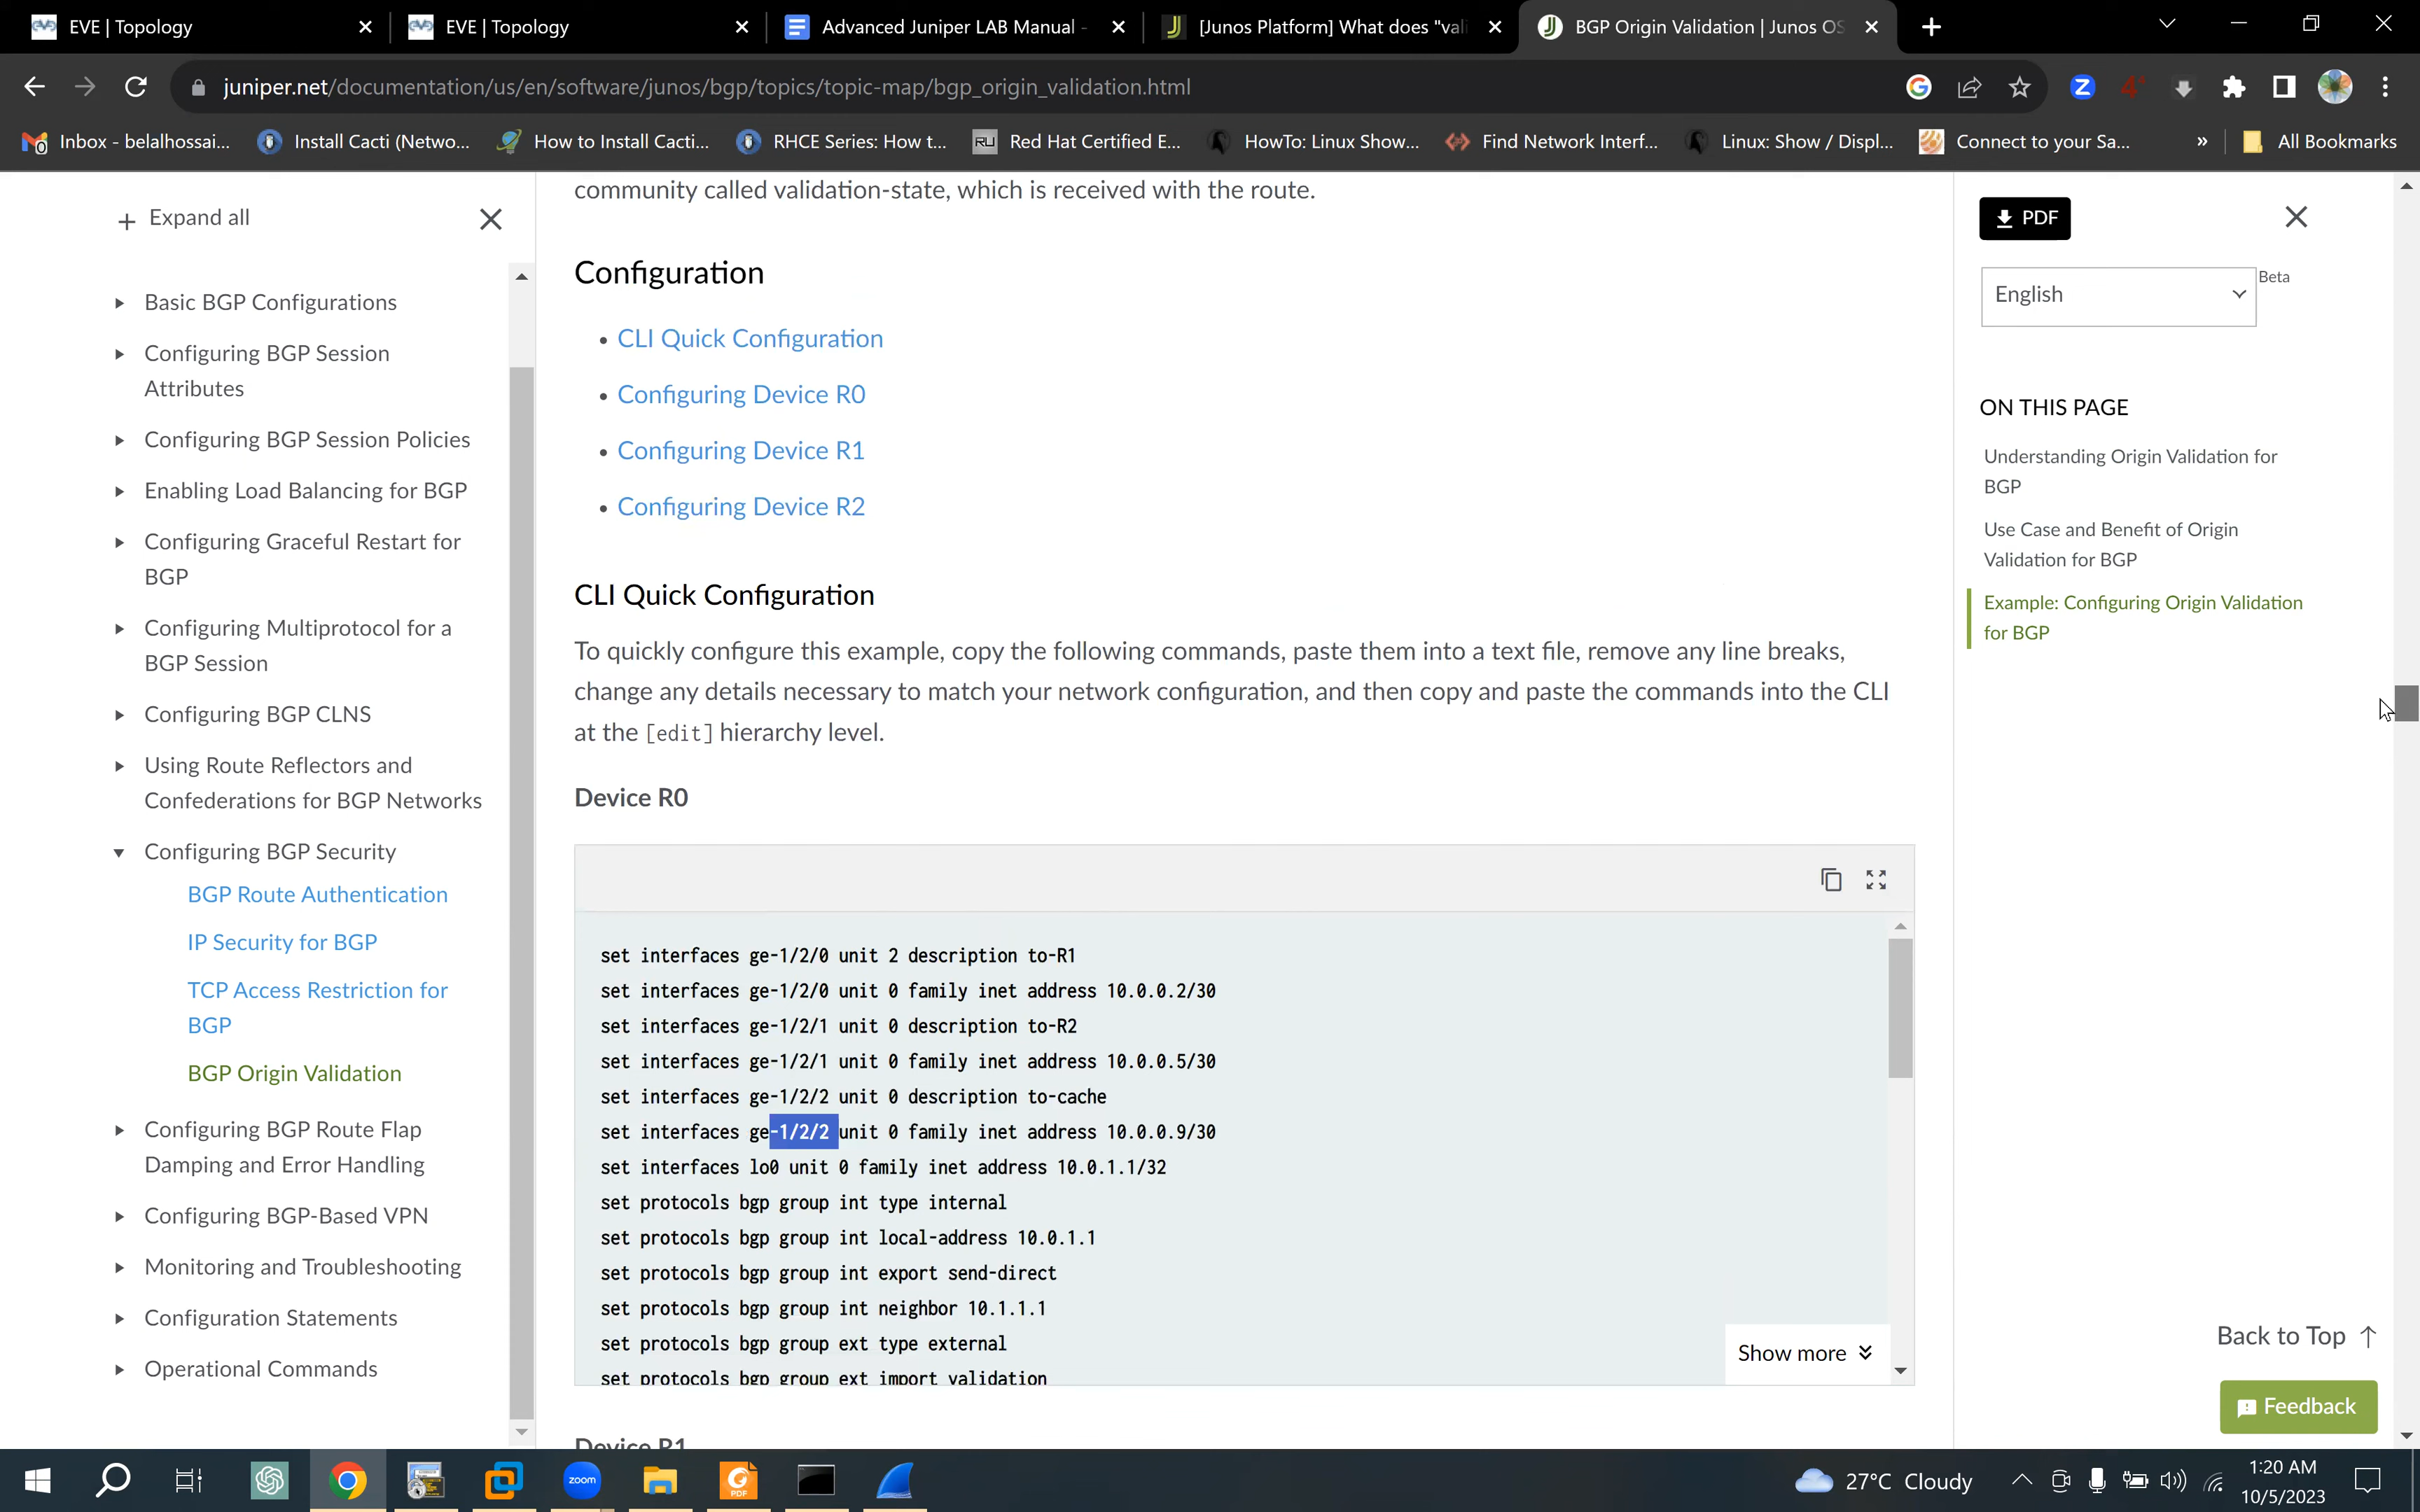 EVE | Topology
EVE | Topology
Advanced Juniper LAB Manual -
[Junos Platform] What does "vali
BGP Origin Validation | Junos OS
juniper.net/documentation/us/en/software/junos/bgp/topics/topic-map/bgp_origin_validation.html
Inbox - belalhossai...
Install Cacti (Netwo...
How to Install Cacti...
RHCE Series: How t...
RU
Red Hat Certified E...
HowTo: Linux Show...
Find Network Interf...
Linux: Show / Displ...
Connect to your Sa...
»
All Bookmarks
Expand all
Basic BGP Configurations
Configuring BGP Session
Attributes
Configuring BGP Session Policies
Enabling Load Balancing for BGP
Configuring Graceful Restart for
BGP
Configuring Multiprotocol for a
BGP Session
Configuring BGP CLNS
Using Route Reflectors and
Confederations for BGP Networks
Configuring BGP Security
BGP Route Authentication
IP Security for BGP
TCP Access Restriction for
BGP
BGP Origin Validation
Configuring BGP Route Flap
Damping and Error Handling
Configuring BGP-Based VPN
Monitoring and Troubleshooting
Configuration Statements
Operational Commands
community called validation-state, which is received with the route.
Configuration
• CLI Quick Configuration
• Configuring Device R0
• Configuring Device R1
• Configuring Device R2
CLI Quick Configuration
To quickly configure this example, copy the following commands, paste them into a text file, remove any line breaks,
change any details necessary to match your network configuration, and then copy and paste the commands into the CLI
at the [edit] hierarchy level.
Device R0
set interfaces ge-1/2/0 unit 2 description to-R1
set interfaces ge-1/2/0 unit 0 family inet address 10.0.0.2/30
set interfaces ge-1/2/1 unit 0 description to-R2
set interfaces ge-1/2/1 unit 0 family inet address 10.0.0.5/30
set interfaces ge-1/2/2 unit 0 description to-cache
set interfaces ge-1/2/2 unit 0 family inet address 10.0.0.9/30
set interfaces lo0 unit 0 family inet address 10.0.1.1/32
set protocols bgp group int type internal
set protocols bgp group int local-address 10.0.1.1
set protocols bgp group int export send-direct
set protocols bgp group int neighbor 10.1.1.1
set protocols bgp group ext type external
set protocols bgp group ext import validation
Show more
Device R1
PDF
English
Beta
ON THIS PAGE
Understanding Origin Validation for
BGP
Use Case and Benefit of Origin
Validation for BGP
Example: Configuring Origin Validation
for BGP
Back to Top ↑
Feedback
zoom
PDF
27°C Cloudy
1:20 AM
10/5/2023